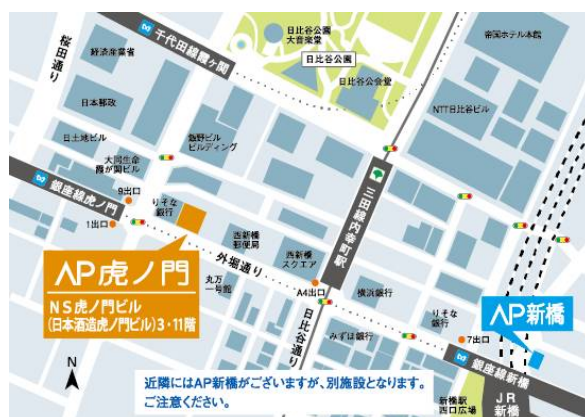 日比谷公園
大音楽堂
帝国ホテル本館
桜田通り
経済産業省
千代田線霞ヶ関
日比谷公園
日比谷公会堂
日本郵政
NTT日比谷ビル
日土地ビル
飯野ビル
ビルディング
大同生命
霞が関ビル
9出口
銀座線虎ノ門
りそな
銀行
三田線内幸町駅
1出口
西新橋
郵便局
外堀通り
西新橋
スクエア
AP虎ノ門
丸万
一号館
A4出口
横浜銀行
NS虎ノ門ビル
(日本酒造虎ノ門ビル)3・11階
りそな
銀行
AP新橋
みずほ銀行
7出口
日比谷通り
銀座線新橋
N
近隣にはAP新橋がございますが、別施設となります。
ご注意ください。
新橋駅
西口広場
JR
新橋